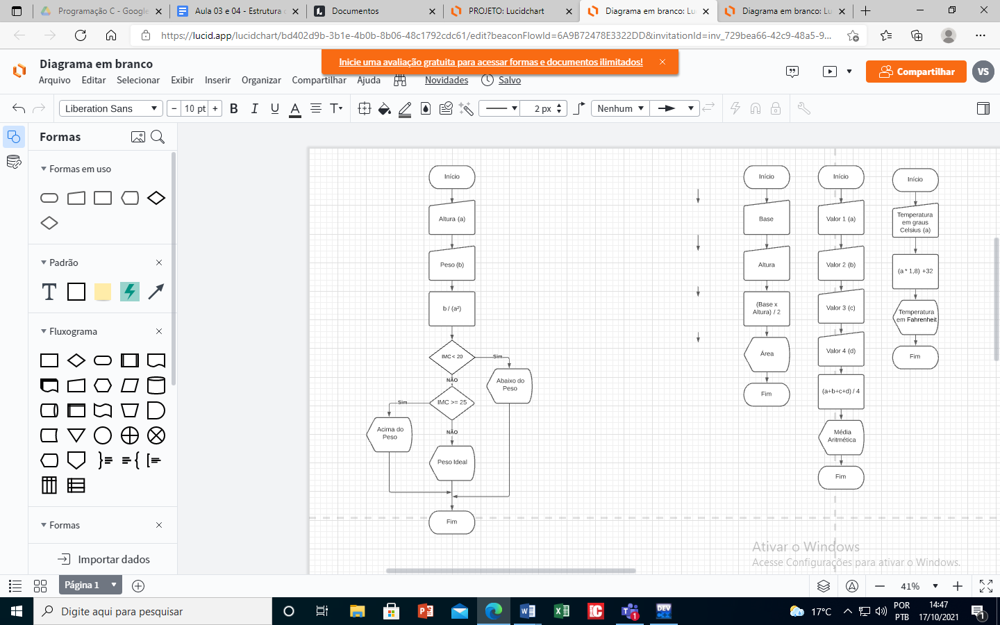 Programação C - Google
Aula 03 e 04 - Estrutura
Documentos
PROJETO: Lucidchart
Diagrama em branco: Lu
Diagrama em branco: Lu
https://lucid.app/lucidchart/bd402d9b-3b1e-4b0b-8b06-48c1792cdc61/edit?beaconFlowId=6A9B72478E3322DD&invitationId=inv_729bea66-42c9-48a5-9...
Diagrama em branco
Inicie uma avaliação gratuita para acessar formas e documentos ilimitados!
Arquivo Editar Selecionar Exibir Inserir Organizar Compartilhar Ajuda Novidades Salvo
Compartilhar
VS
Liberation Sans
- 10 pt +
B I U A T
2 px
Nenhum
Formas
Formas em uso
Padrão
T
Fluxograma
Formas
Importar dados
Início
Altura (a)
Peso (b)
b / (a²)
IMC < 20
Sim
NÃO
Abaixo do
Peso
IMC >= 25
Sim
Acima do
Peso
NÃO
Peso Ideal
Fim
Início
Base
Altura
(Base x
Altura) / 2
Área
Fim
Início
Valor 1 (a)
Valor 2 (b)
Valor 3 (c)
Valor 4 (d)
(a+b+c+d) / 4
Média
Aritmética
Fim
Início
Temperatura
em graus
Celsius (a)
(a * 1,8) +32
Temperatura
em Fahrenheit
Fim
Ativar o Windows
Acesse Configurações para ativar o Windows.
Página 1
41%
Digite aqui para pesquisar
17°C
POR
PTB
14:47
17/10/2021
1